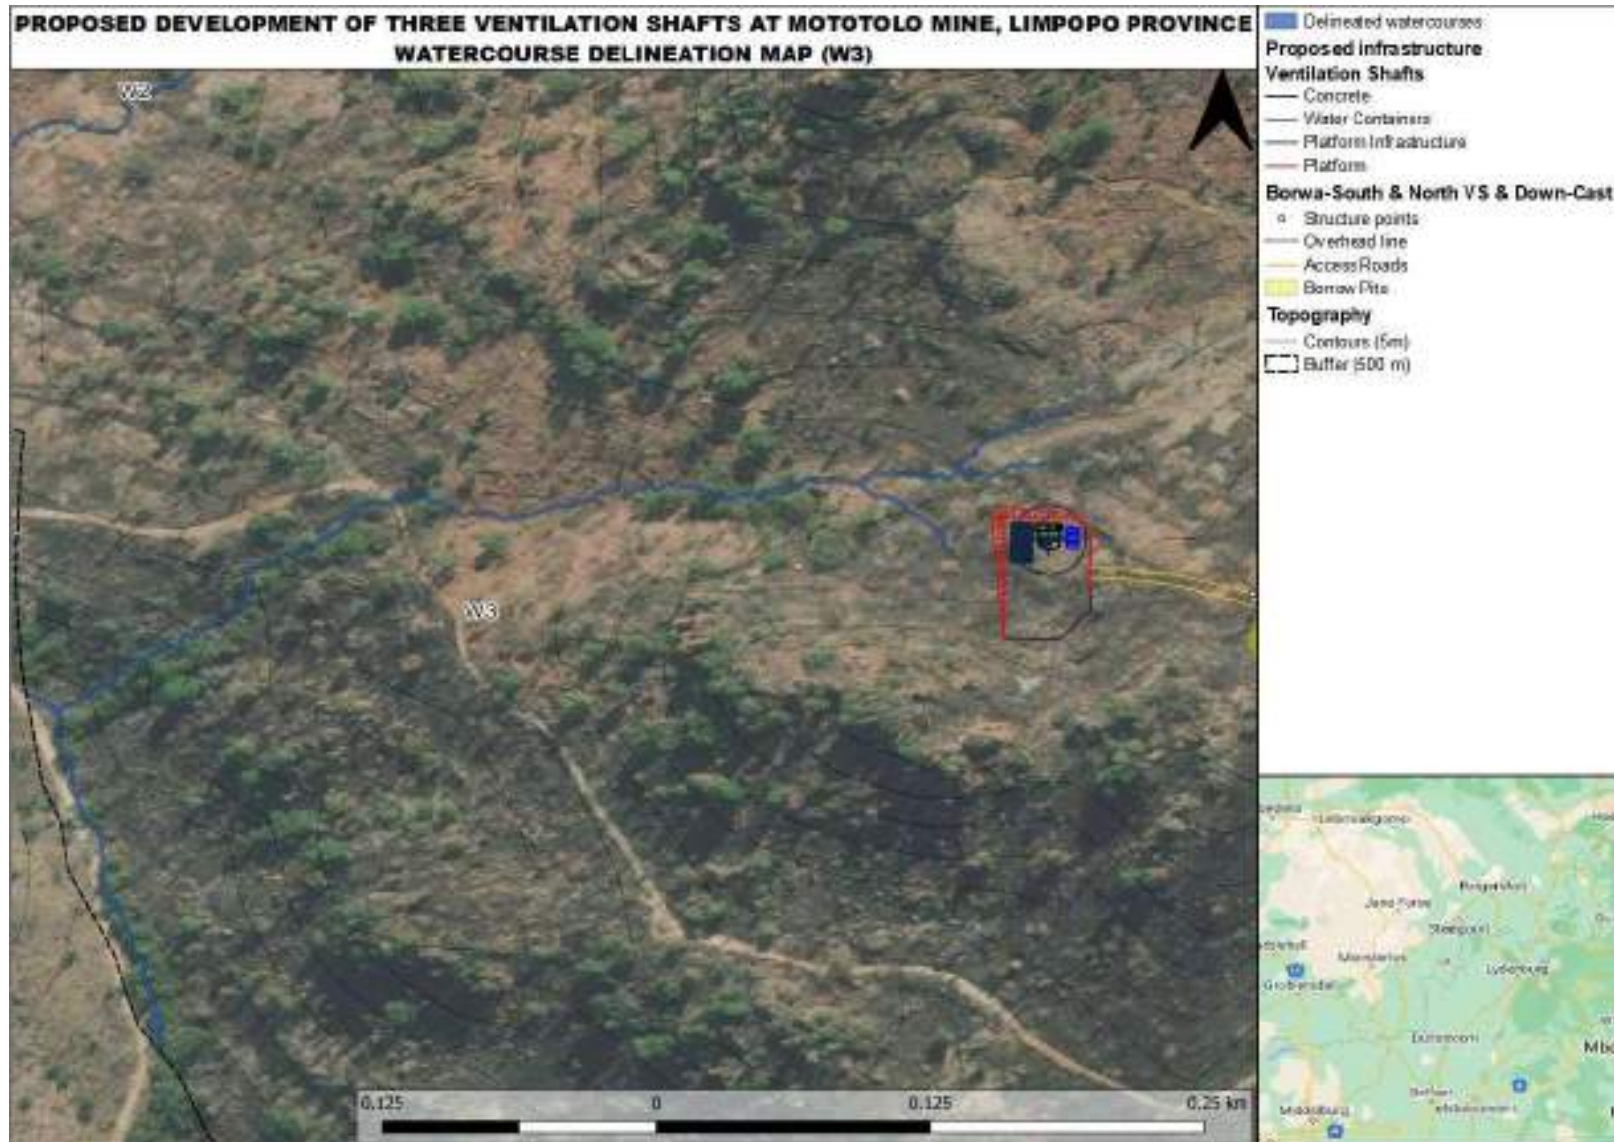 PROPOSED DEVELOPMENT OF THREE VENTILATION SHAFTS AT MOTOTOLO MINE, LIMPOPO PROVINCE
WATERCOURSE DELINEATION MAP (W3)
W2
W3
0.125 0 0.125 0.25 km
Delineated watercourses
Proposed infrastructure
Ventilation Shafts
Concrete
Water Containers
Platform Infrastructure
Platform
Borwa-South & North VS & Down-Cast
Structure points
Overhead line
Access Roads
Borrow Pits
Topography
Contours (5m)
Buffer (500 m)
Jane Furse
Burgersfort
Steelpoort
Lydenburg
Groblersdal
Dullstroom
Belfast
Middelburg